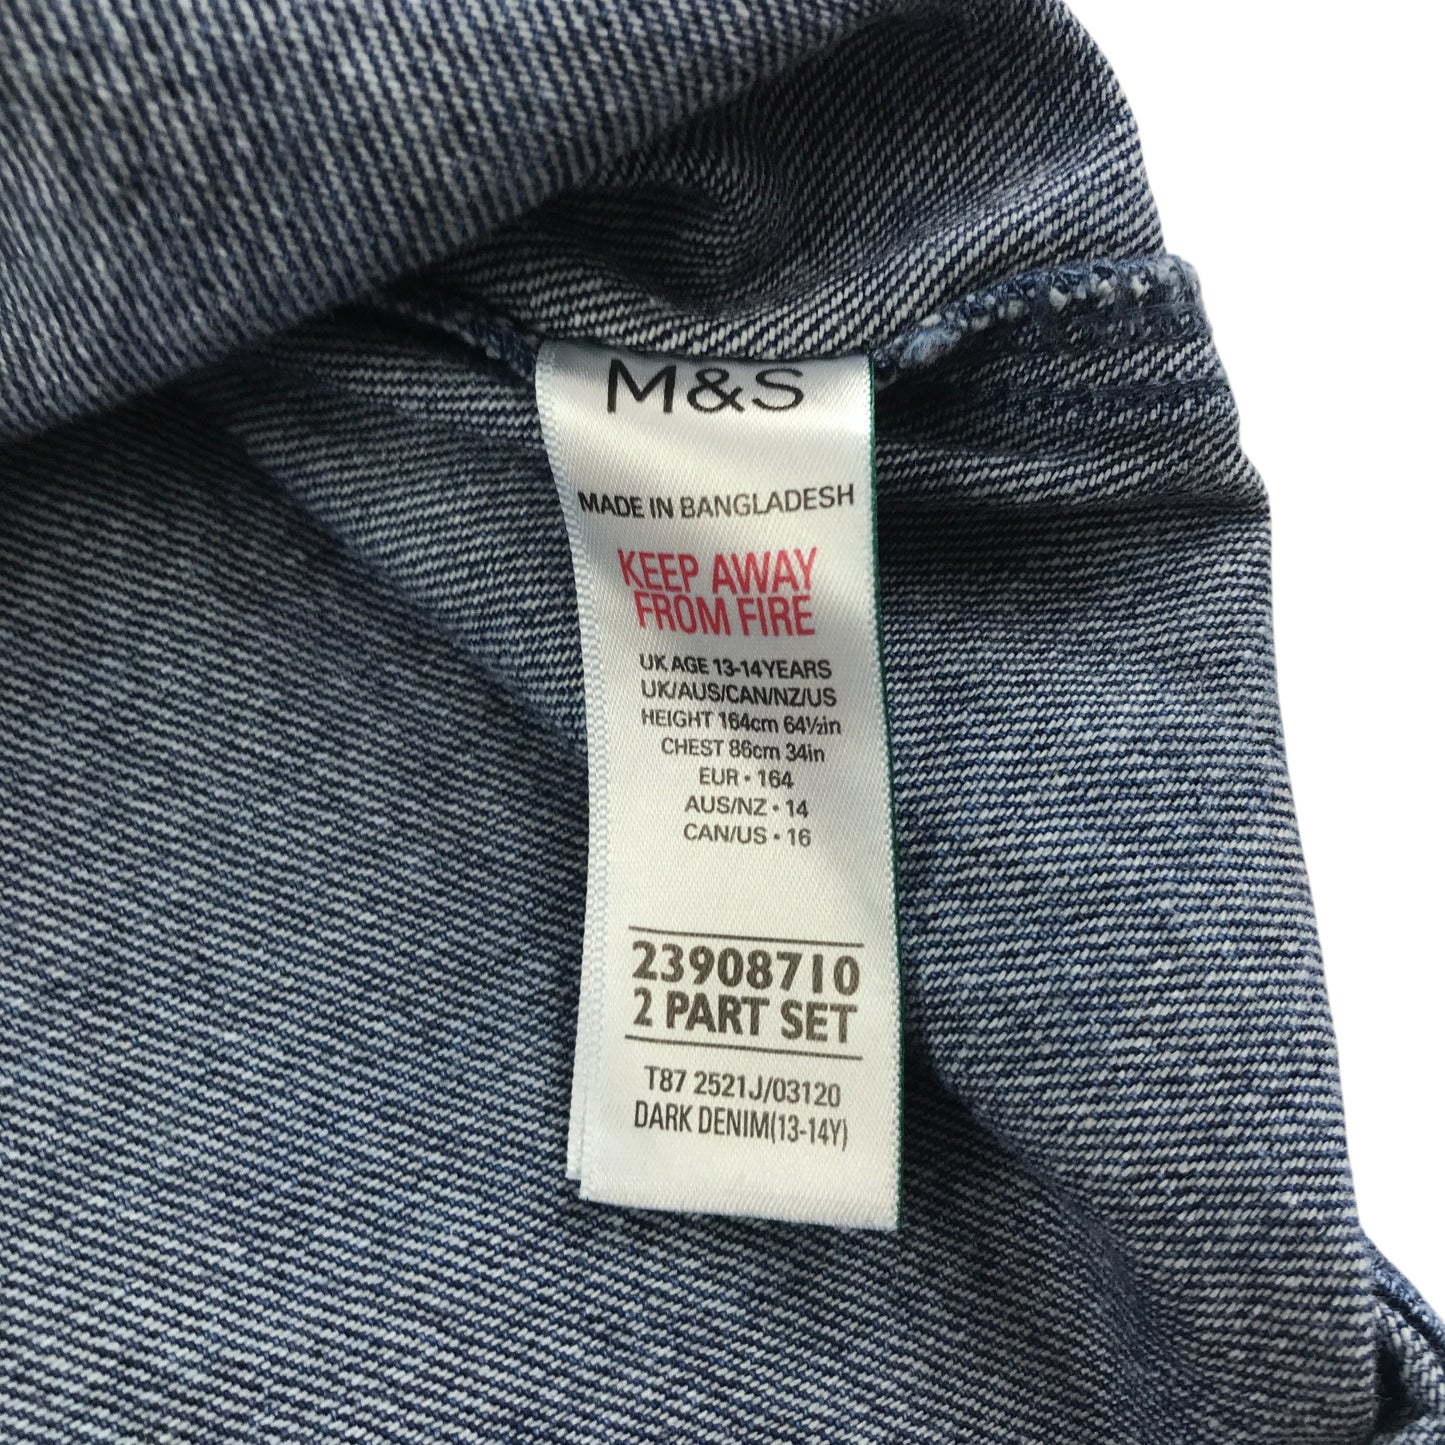 M&S
MADE IN BANGLADESH
KEEP AWAY
FROM FIRE
UK AGE 13-14YEARS
UK/AUS/CAN/NZ/US
HEIGHT 164cm 64½in
CHEST 86cm 34in
EUR · 164
AUS/NZ · 14
CAN/US · 16
23908710
2 PART SET
T87 2521J/03120
DARK DENIM(13-14Y)